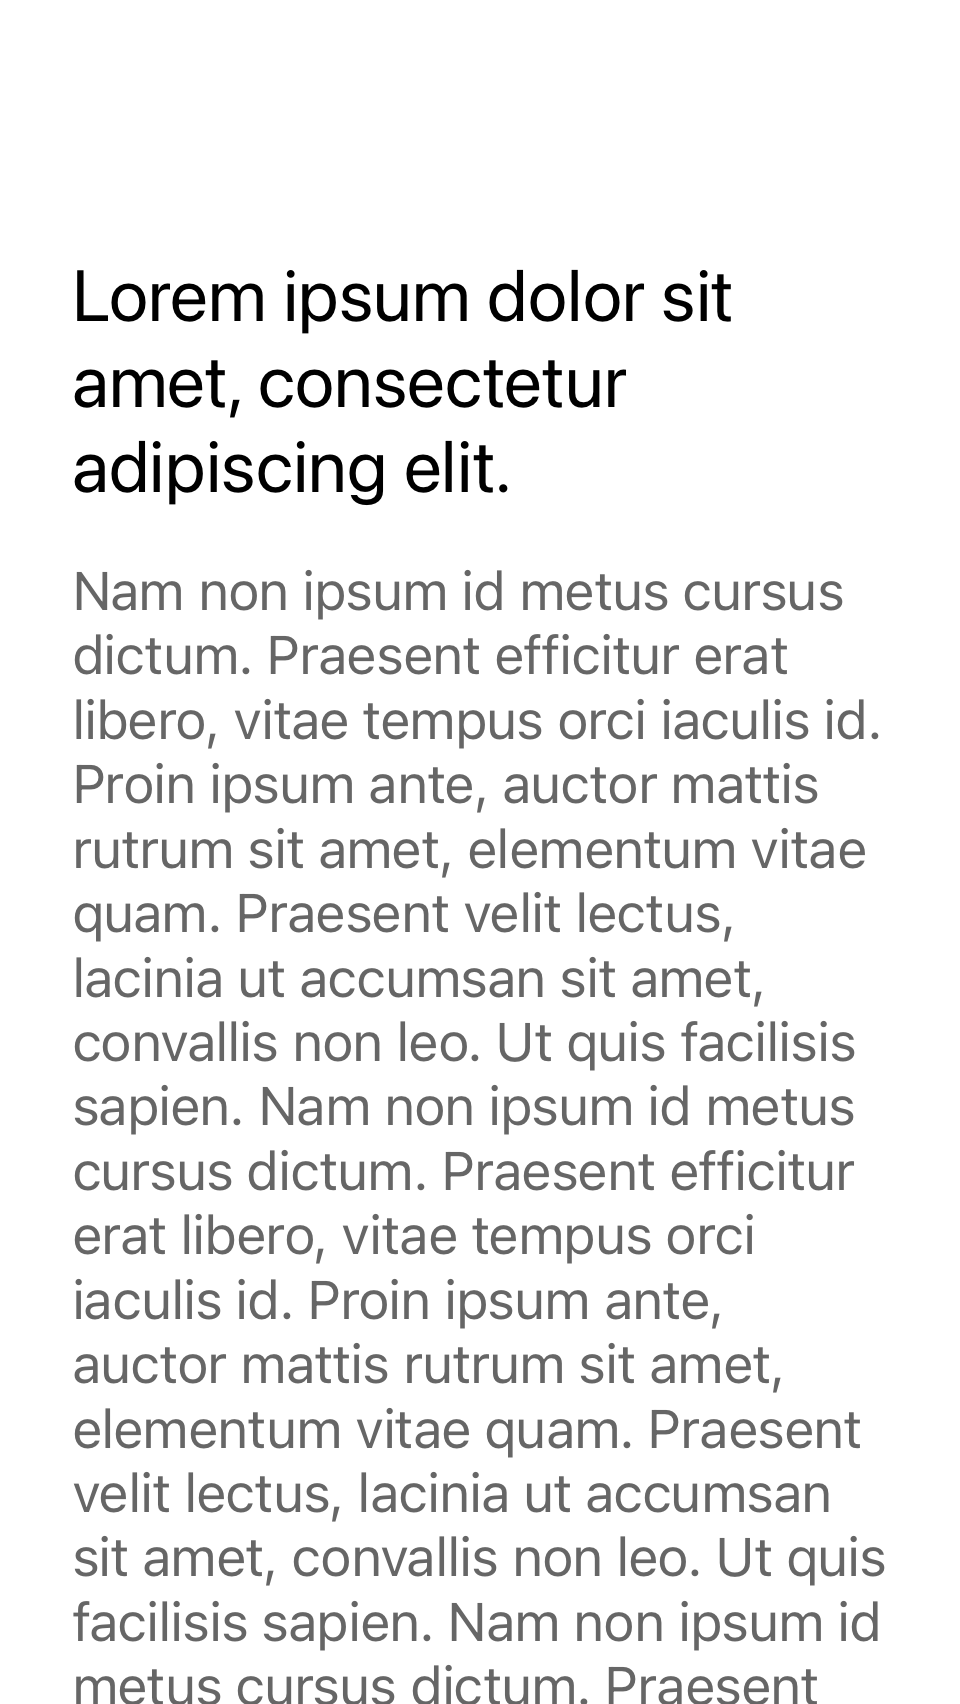 Lorem ipsum dolor sit
amet, consectetur
adipiscing elit.
Nam non ipsum id metus cursus
dictum. Praesent efficitur erat
libero, vitae tempus orci iaculis id.
Proin ipsum ante, auctor mattis
rutrum sit amet, elementum vitae
quam. Praesent velit lectus,
lacinia ut accumsan sit amet,
convallis non leo. Ut quis facilisis
sapien. Nam non ipsum id metus
cursus dictum. Praesent efficitur
erat libero, vitae tempus orci
iaculis id. Proin ipsum ante,
auctor mattis rutrum sit amet,
elementum vitae quam. Praesent
velit lectus, lacinia ut accumsan
sit amet, convallis non leo. Ut quis
facilisis sapien. Nam non ipsum id
metus cursus dictum. Praesent